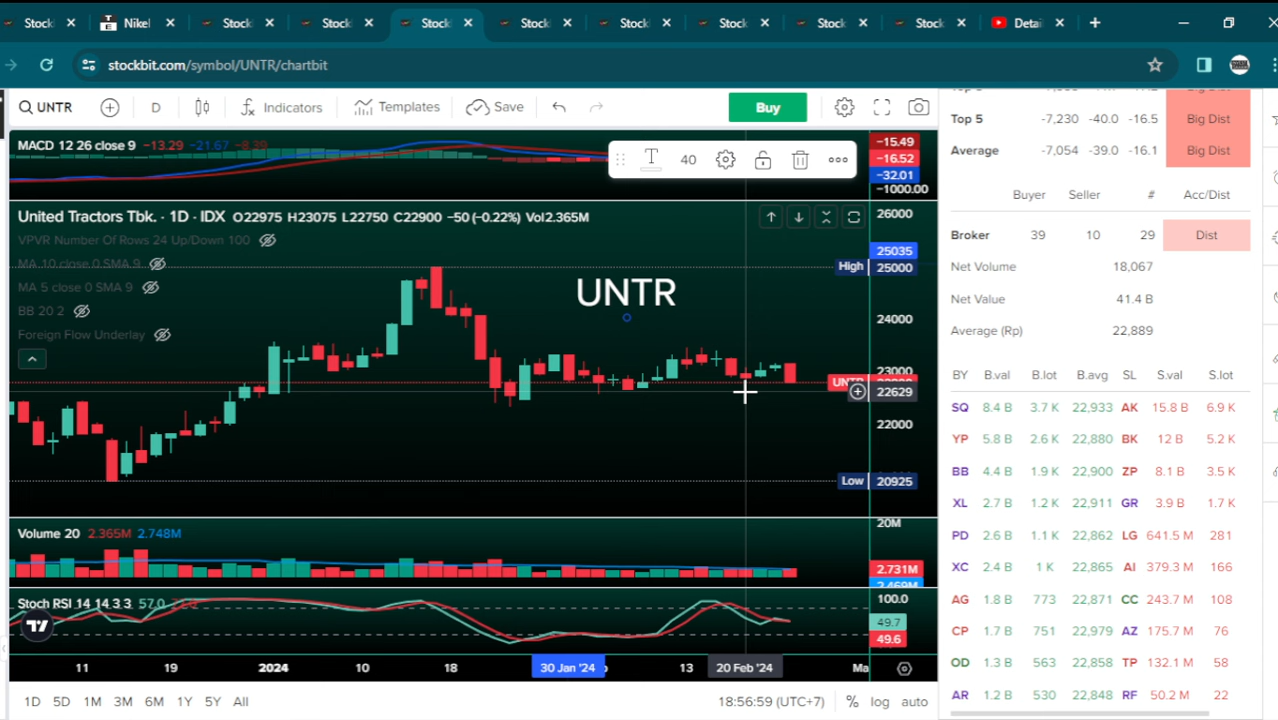 Stock
Nikel
Stock
Stock
Stock
Stock
Stock
Stock
Stock
Stock
Detai
stockbit.com/symbol/UNTR/chartbit
UNTR
D
Indicators
Templates
Save
Buy
MACD 12 26 close 9 −13.29 −21.67 −8.39
40
−15.49
−16.52
−32.01
−1000.00
United Tractors Tbk. · 1D · IDX O22975 H23075 L22750 C22900 −50 (−0.22%) Vol2.365M
VPVR Number Of Rows 24 Up/Down 100
MA 10 close 0 SMA 9
MA 5 close 0 SMA 9
BB 20 2
Foreign Flow Underlay
UNTR
26000
25035
High 25000
24000
23000
UNTR
22629
22000
Low 20925
Volume 20 2.365M 2.748M
20M
2.731M
2.469M
Stoch RSI 14 14 3 3 57.0
100.0
49.7
49.6
11 19 2024 10 18 30 Jan '24 13 20 Feb '24 Ma
1D 5D 1M 3M 6M 1Y 5Y All
18:56:59 (UTC+7) % log auto
Top 5 -7,230 -40.0 -16.5 Big Dist
Average -7,054 -39.0 -16.1 Big Dist
Buyer Seller # Acc/Dist
Broker 39 10 29 Dist
Net Volume 18,067
Net Value 41.4 B
Average (Rp) 22,889
BY B.val B.lot B.avg SL S.val S.lot
SQ 8.4 B 3.7 K 22,933 AK 15.8 B 6.9 K
YP 5.8 B 2.6 K 22,880 BK 12 B 5.2 K
BB 4.4 B 1.9 K 22,900 ZP 8.1 B 3.5 K
XL 2.7 B 1.2 K 22,911 GR 3.9 B 1.7 K
PD 2.6 B 1.1 K 22,862 LG 641.5 M 281
XC 2.4 B 1 K 22,865 AI 379.3 M 166
AG 1.8 B 773 22,871 CC 243.7 M 108
CP 1.7 B 751 22,979 AZ 175.7 M 76
OD 1.3 B 563 22,858 TP 132.1 M 58
AR 1.2 B 530 22,848 RF 50.2 M 22